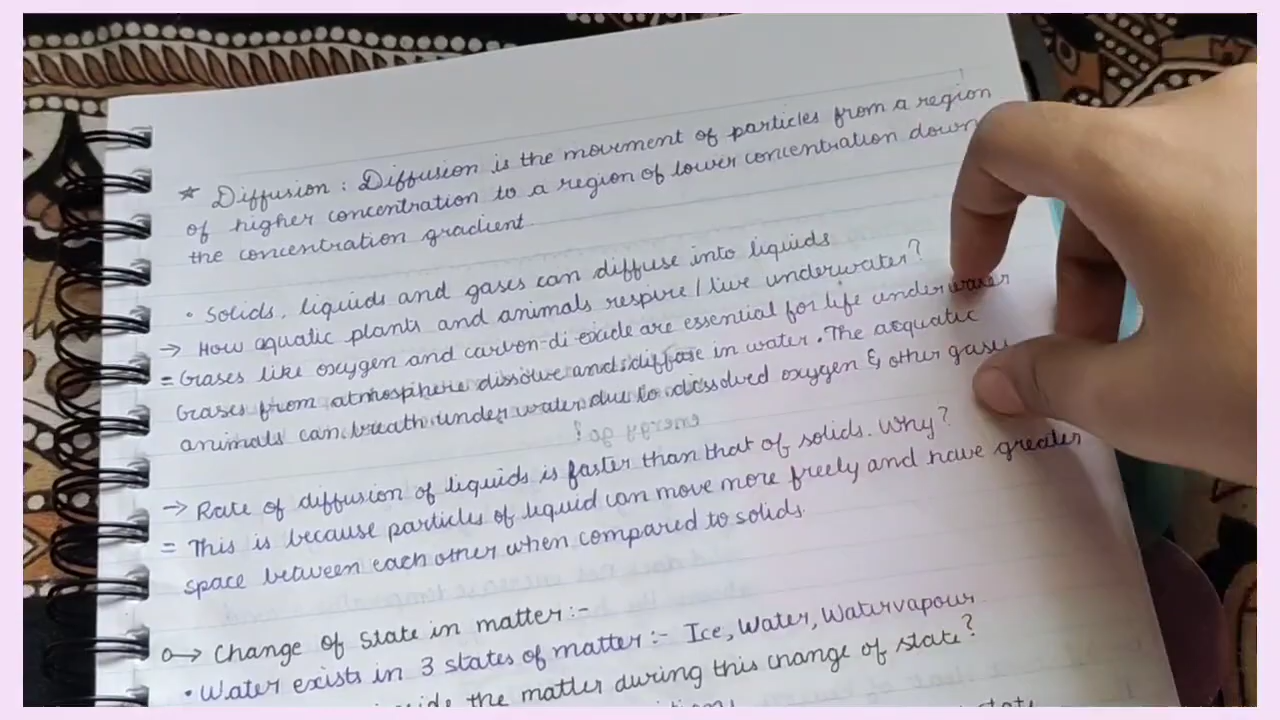 * Diffusion : Diffusion is the movement of particles from a region
of higher concentration to a region of lower concentration down
the concentration gradient.
• Solids, liquids and gases can diffuse into liquids
→ How aquatic plants and animals respire / live underwater?
= Gases like oxygen and carbon-di-oxide are essential for life underwater
Gases from atmosphere dissolve and diffuse in water. The acquatic
animals can breath under water due to dissolved oxygen & other gases
energy go?
→ Rate of diffusion of liquids is faster than that of solids. Why?
= This is because particles of liquid can move more freely and have greater
space between each other when compared to solids.
o→ Change of State in matter :-
• Water exists in 3 states of matter :- Ice, Water, Watervapour
the matter during this change of state?